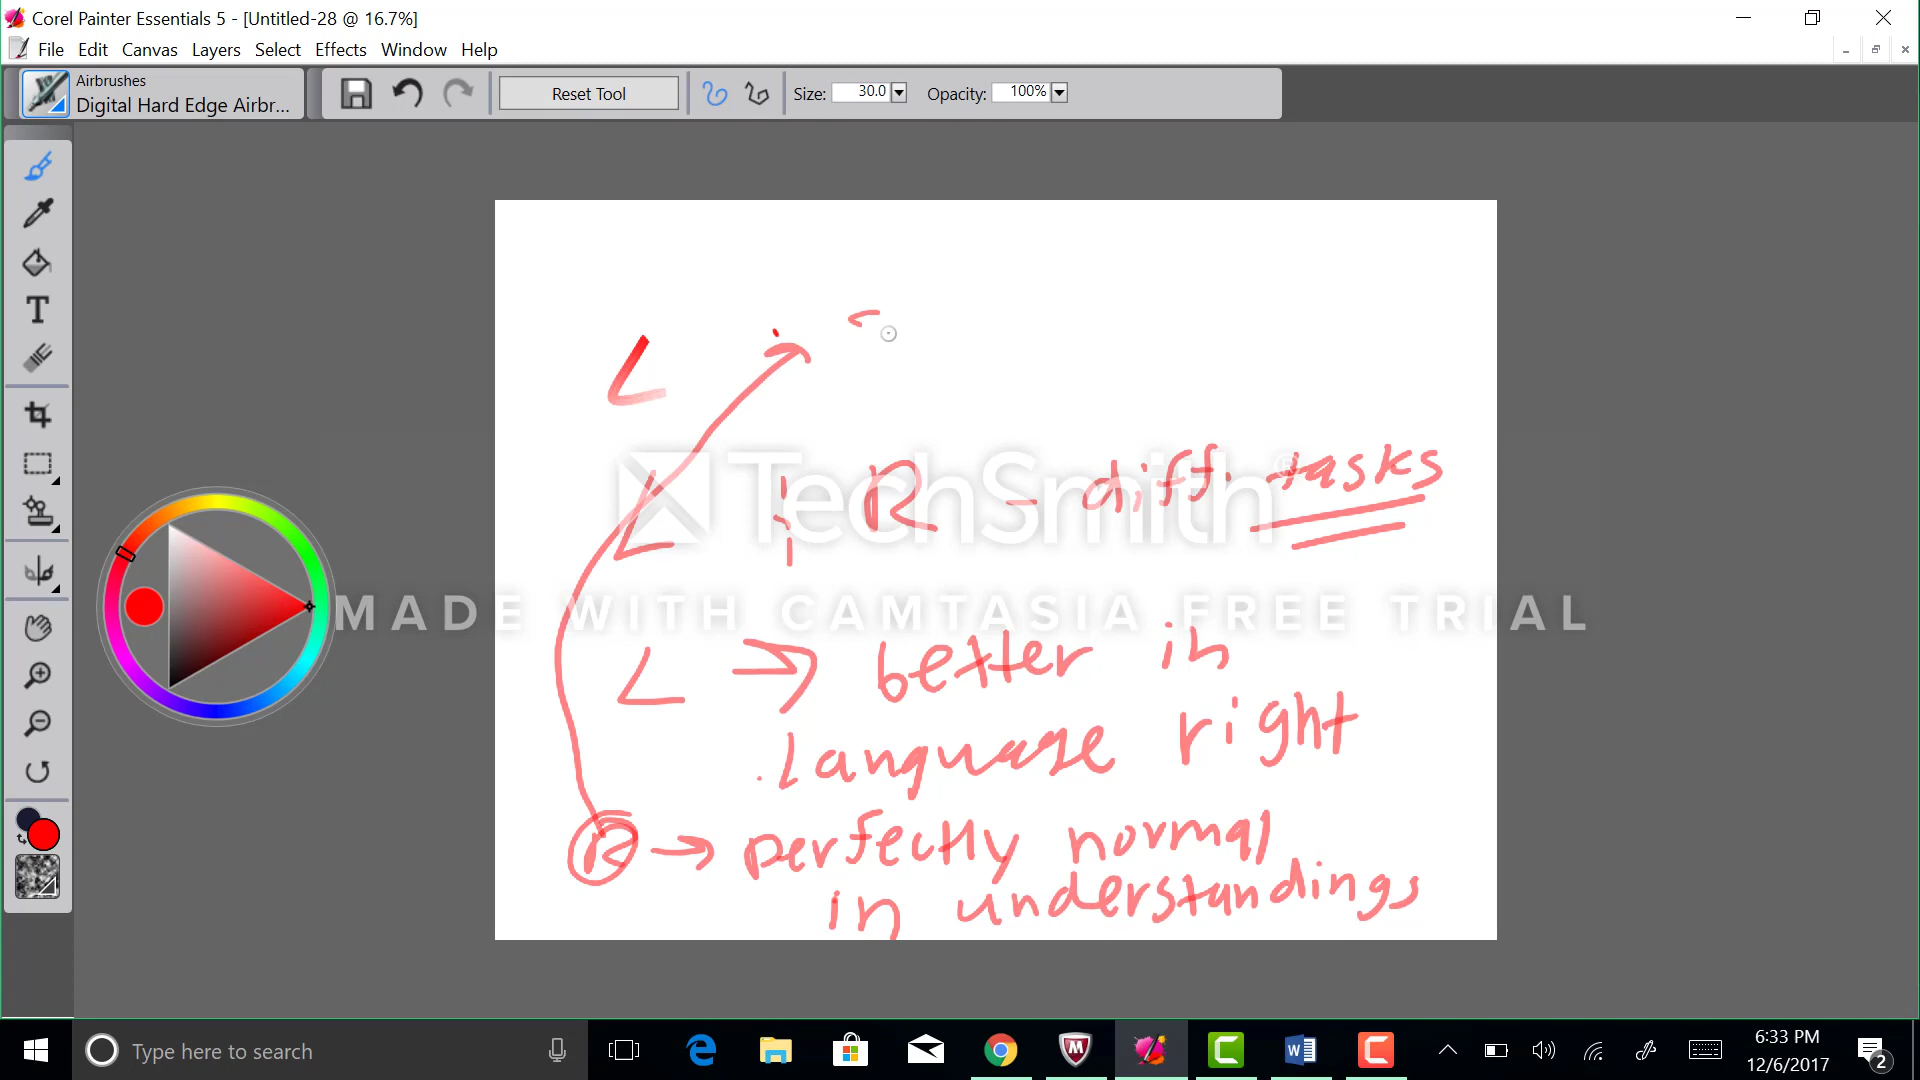 Corel Painter Essentials 5 - [Untitled-28 @ 16.7%]
File Edit Canvas Layers Select Effects Window Help
Airbrushes
Digital Hard Edge Airbr...
Reset Tool
Size: 30.0
Opacity: 100%
L
L ; R - diff. tasks
TechSmith®
MADE WITH CAMTASIA FREE TRIAL
L → better in
language right
R → perfectly normal
in understandings
Type here to search
6:33 PM
12/6/2017
2